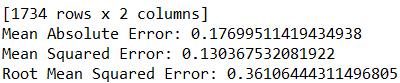 [1734 rows x 2 columns]
Mean Absolute Error: 0.17699511419434938
Mean Squared Error: 0.130367532081922
Root Mean Squared Error: 0.36106444311496805